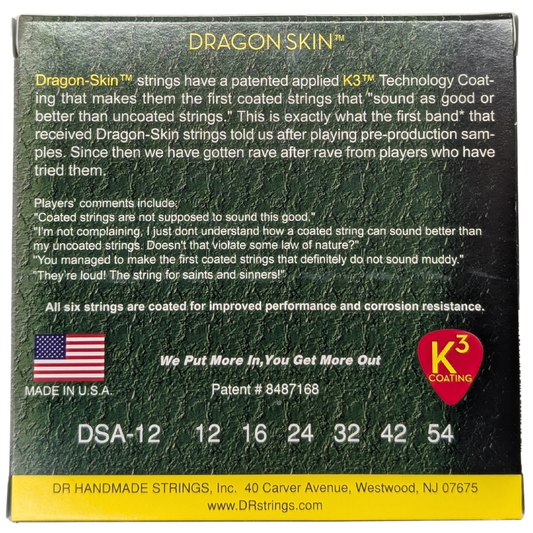 DRAGON SKIN™
Dragon-Skin™ strings have a patented applied K3™ Technology Coat-
ing that makes them the first coated strings that "sound as good or
better than uncoated strings." This is exactly what the first band* that
received Dragon-Skin strings told us after playing pre-production sam-
ples. Since then we have gotten rave after rave from players who have
tried them.
Players' comments include:
"Coated strings are not supposed to sound this good."
"I'm not complaining, I just dont understand how a coated string can sound better than
my uncoated strings. Doesn't that violate some law of nature?"
"You managed to make the first coated strings that definitely do not sound muddy."
"They're loud! The string for saints and sinners!"
All six strings are coated for improved performance and corrosion resistance.
We Put More In,You Get More Out
K3
COATING
MADE IN U.S.A.
Patent # 8487168
DSA-12 12 16 24 32 42 54
DR HANDMADE STRINGS, Inc. 40 Carver Avenue, Westwood, NJ 07675
www.DRstrings.com